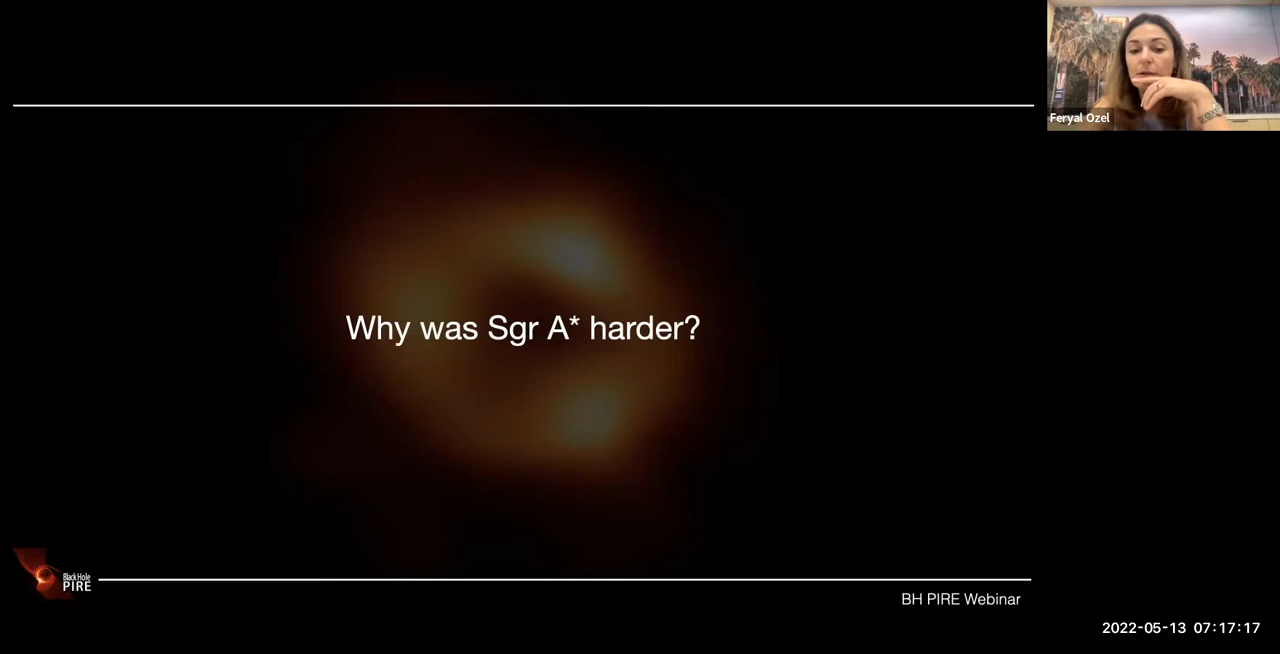 Feryal Ozel
Why was Sgr A* harder?
Black Hole
PIRE
BH PIRE Webinar
2022-05-13 07:17:17